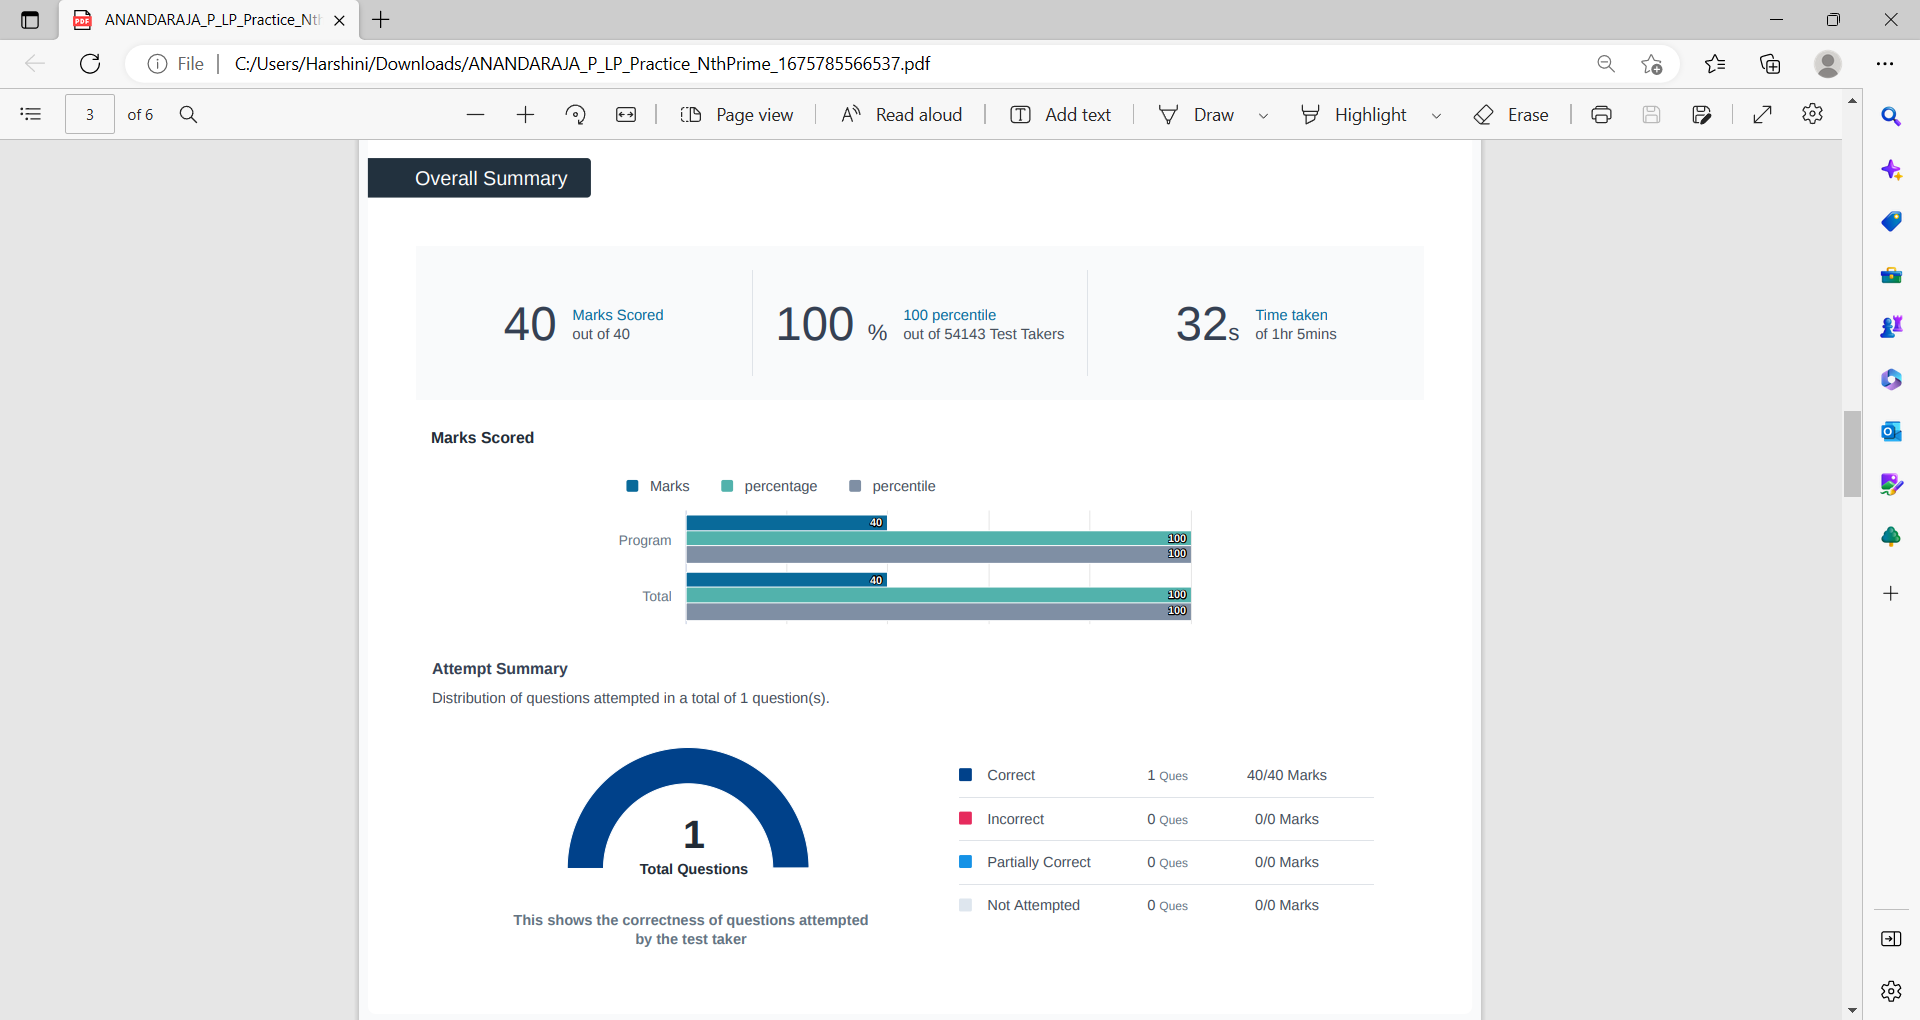 ANANDARAJA_P_LP_Practice_Nth
File
C:/Users/Harshini/Downloads/ANANDARAJA_P_LP_Practice_NthPrime_1675785566537.pdf
3 of 6
Page view
Read aloud
Add text
Draw
Highlight
Erase
Overall Summary
40 Marks Scored
out of 40
100 % 100 percentile
out of 54143 Test Takers
32s Time taken
of 1hr 5mins
Marks Scored
Marks percentage percentile
Program 40
100
100
Total 40
100
100
Attempt Summary
Distribution of questions attempted in a total of 1 question(s).
1
Total Questions
This shows the correctness of questions attempted
by the test taker
Correct 1 Ques 40/40 Marks
Incorrect 0 Ques 0/0 Marks
Partially Correct 0 Ques 0/0 Marks
Not Attempted 0 Ques 0/0 Marks